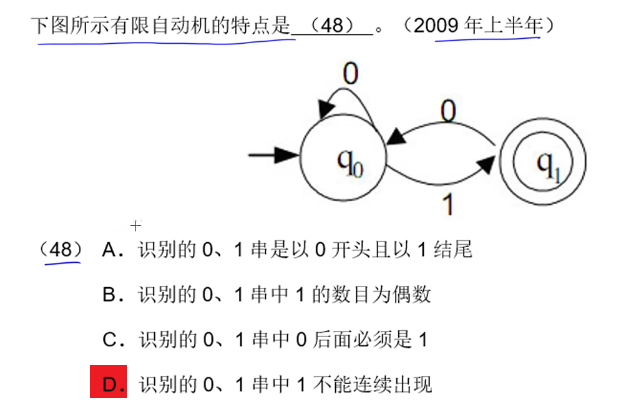 下图所示有限自动机的特点是 （48） 。（2009 年上半年）
0
0
q0
q1
1
（48） A．识别的 0、1 串是以 0 开头且以 1 结尾
B．识别的 0、1 串中 1 的数目为偶数
C．识别的 0、1 串中 0 后面必须是 1
D．识别的 0、1 串中 1 不能连续出现